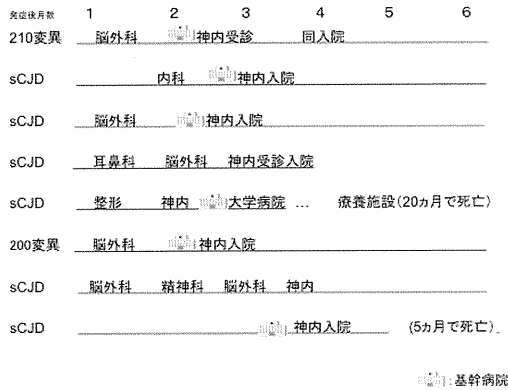 発症後月数 1 2 3 4 5 6
210変異 脳外科 神内受診 同入院
sCJD 内科 神内入院
sCJD 脳外科 神内入院
sCJD 耳鼻科 脳外科 神内受診入院
sCJD 整形 神内 大学病院 … 療養施設(20ヵ月で死亡)
200変異 脳外科 神内入院
sCJD 脳外科 精神科 脳外科 神内
sCJD 神内入院 (5ヵ月で死亡)
:基幹病院